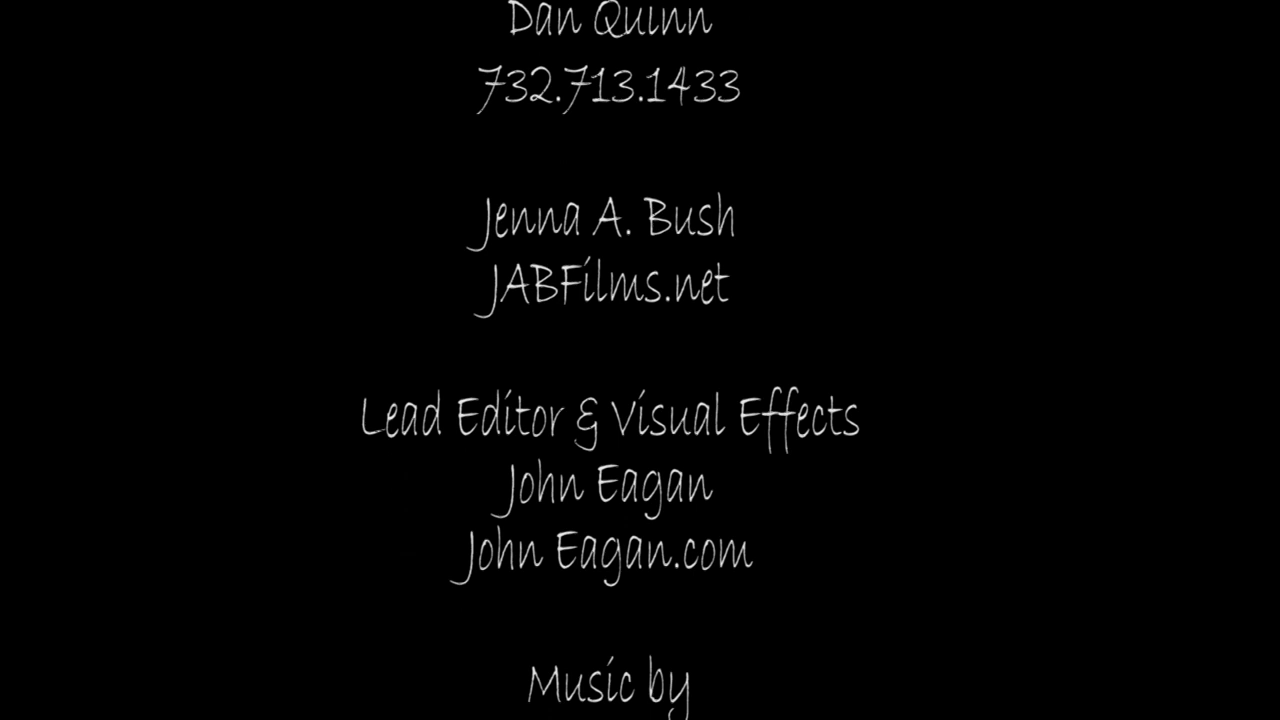 Dan Quinn
732.713.1433
Jenna A. Bush
JABFilms.net
Lead Editor & Visual Effects
John Eagan
John Eagan.com
Music by